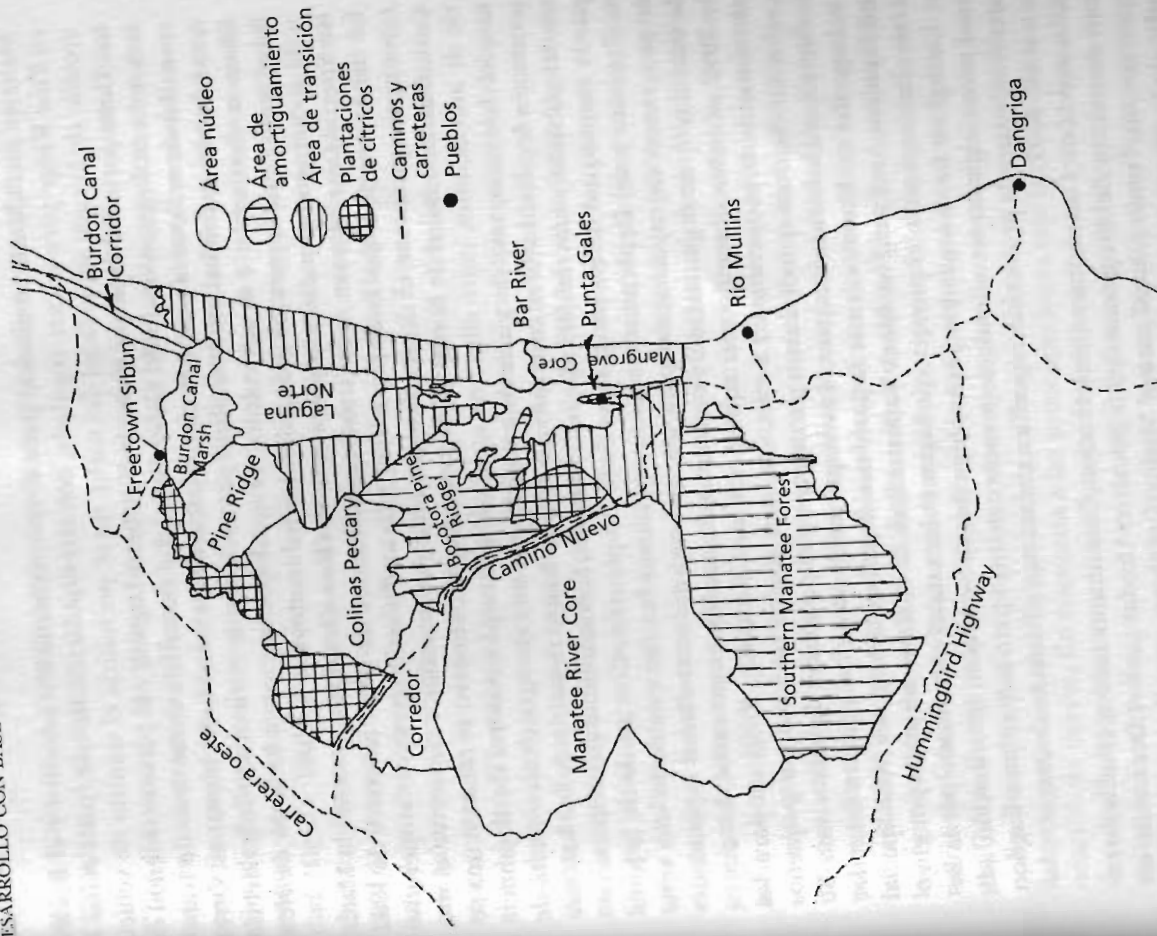 ESARROLLO CON
Burdon Canal
Corridor
Freetown Sibun
Burdon Canal
Marsh
Laguna
Norte
Pine Ridge
Colinas Peccary
Bocotora Pine
Ridge
Camino Nuevo
Corredor
Carretera oeste
Manatee River Core
Southern Manatee Forest
Hummingbird Highway
Bar River
Mangrove Core
Punta Gales
Río Mullins
Dangriga
Área núcleo
Área de
amortiguamiento
Área de transición
Plantaciones
de cítricos
Caminos y
carreteras
Pueblos